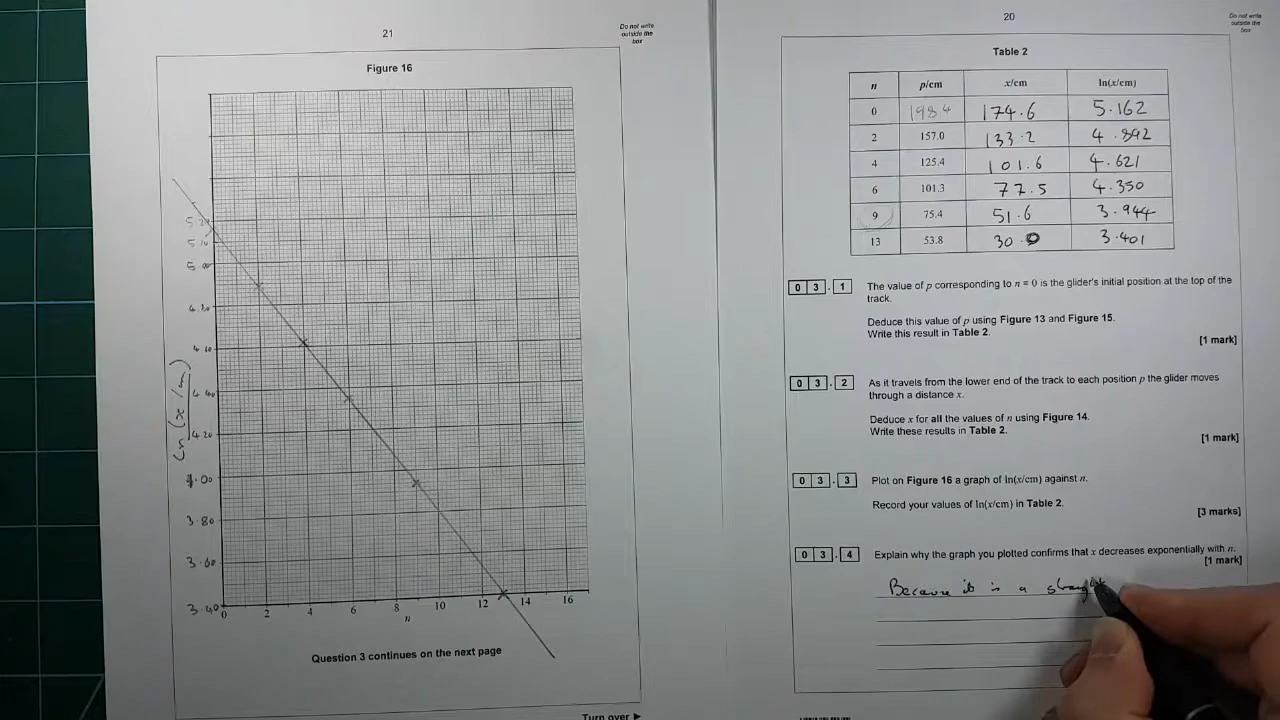 21
Do not write
outside the
box
Figure 16
5.20
5.10
5.00
4.80
4.60
4.40
4.20
4.00
3.80
3.60
3.40
ln(x/cm)
0 2 4 6 8 10 12 14 16
n
Question 3 continues on the next page
Turn over ►
20
Do not write
outside the
box
Table 2
n p/cm x/cm ln(x/cm)
0 198.4 174.6 5.162
2 157.0 133.2 4.892
4 125.4 101.6 4.621
6 101.3 77.5 4.350
9 75.4 51.6 3.944
13 53.8 30.0 3.401
0 3 . 1 The value of p corresponding to n = 0 is the glider's initial position at the top of the
track.
Deduce this value of p using Figure 13 and Figure 15.
Write this result in Table 2.
[1 mark]
0 3 . 2 As it travels from the lower end of the track to each position p the glider moves
through a distance x.
Deduce x for all the values of n using Figure 14.
Write these results in Table 2.
[1 mark]
0 3 . 3 Plot on Figure 16 a graph of ln(x/cm) against n.
Record your values of ln(x/cm) in Table 2.
[3 marks]
0 3 . 4 Explain why the graph you plotted confirms that x decreases exponentially with n.
[1 mark]
Because it is a straight